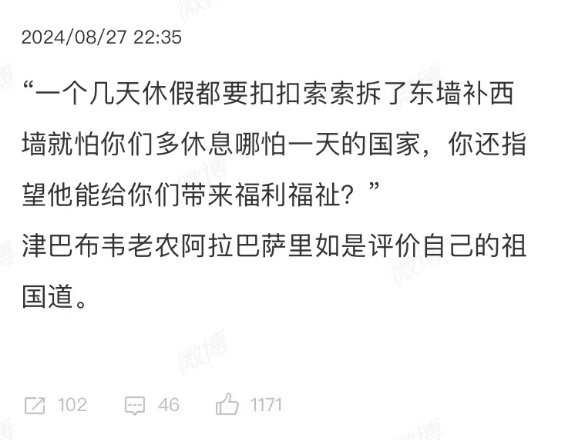 2024/08/27 22:35
“一个几天休假都要扣扣索索拆了东墙补西
墙就怕你们多休息哪怕一天的国家，你还指
望他能给你们带来福利福祉？”
津巴布韦老农阿拉巴萨里如是评价自己的祖
国道。
102 46 1171